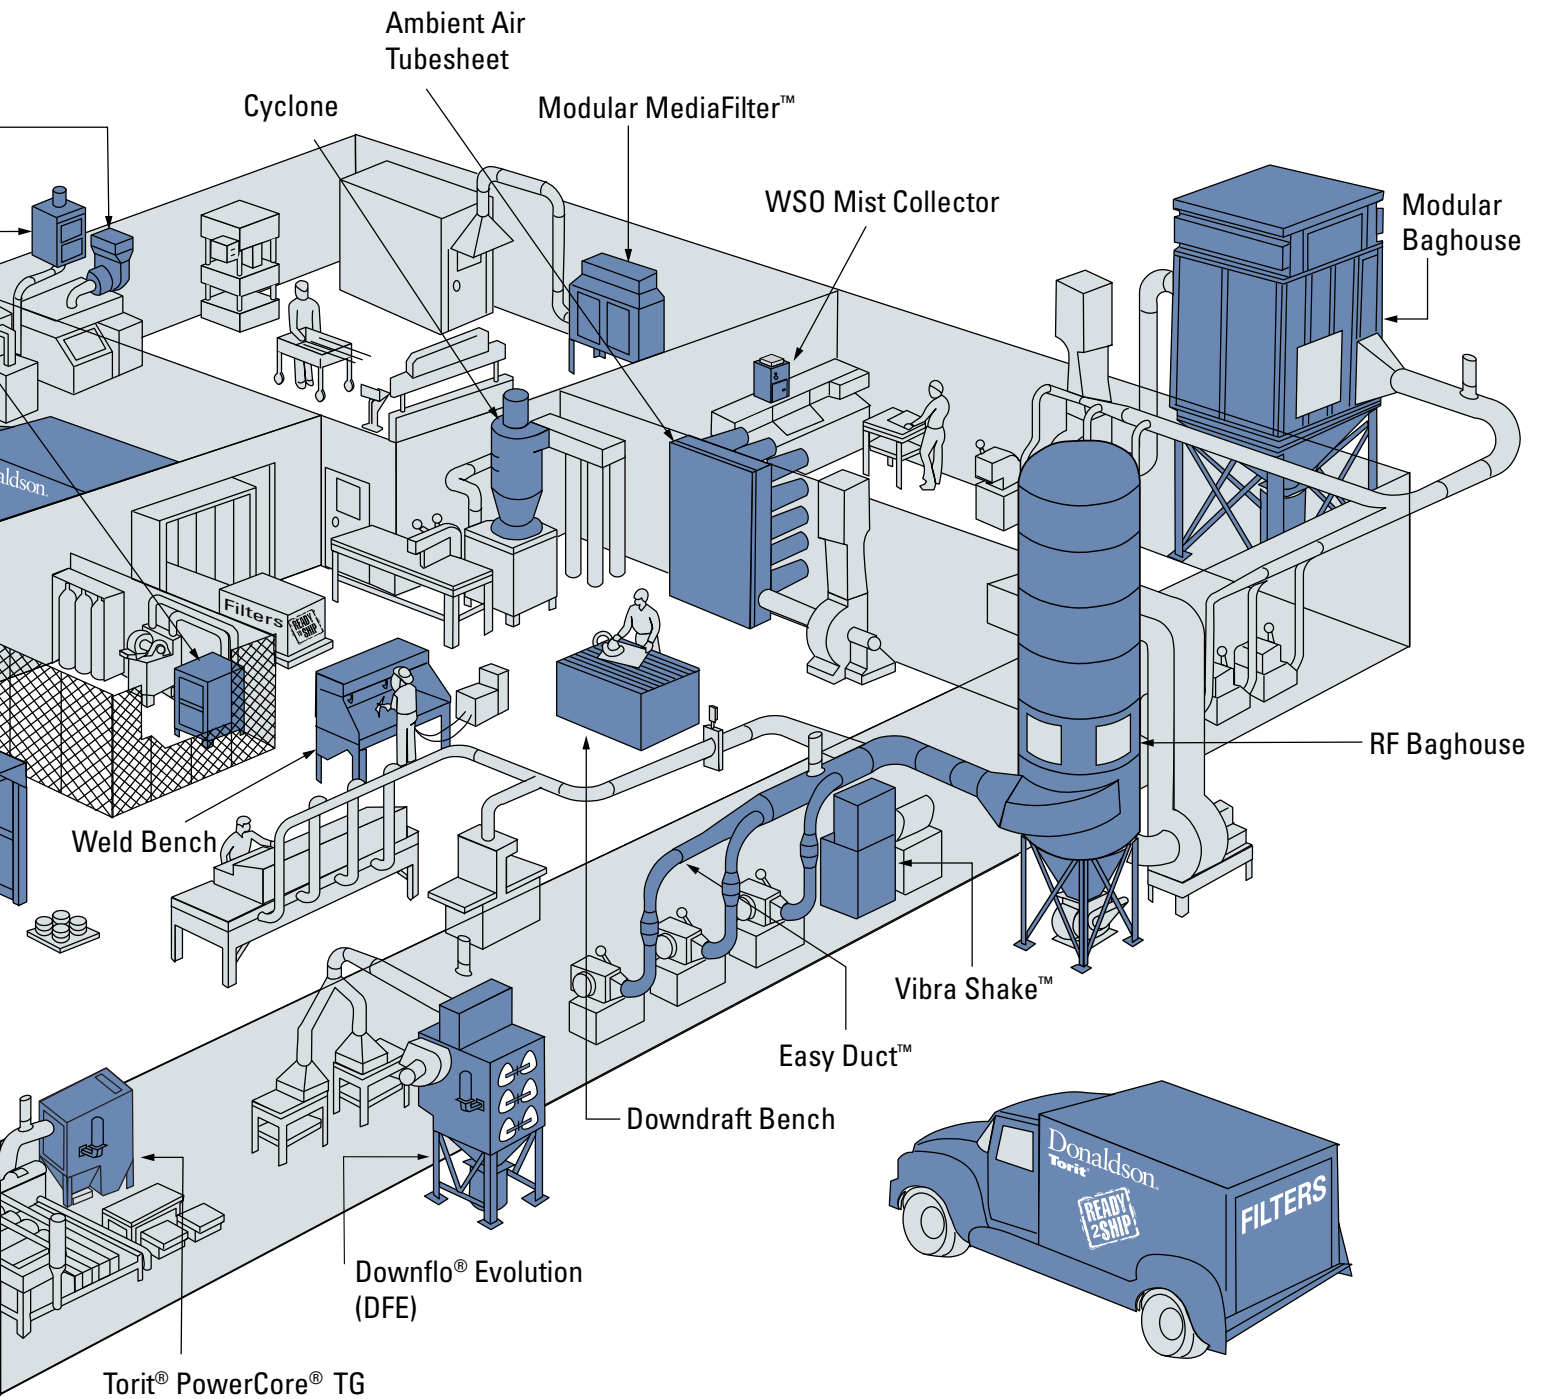 Ambient Air
Tubesheet
Cyclone
Modular MediaFilter™
WSO Mist Collector
Modular
Baghouse
aldson.
Filters
READY
2SHIP
RF Baghouse
Weld Bench
Vibra Shake™
Easy Duct™
Downdraft Bench
Donaldson.
Torit®
READY
2SHIP
FILTERS
Downflo® Evolution
(DFE)
Torit® PowerCore® TG